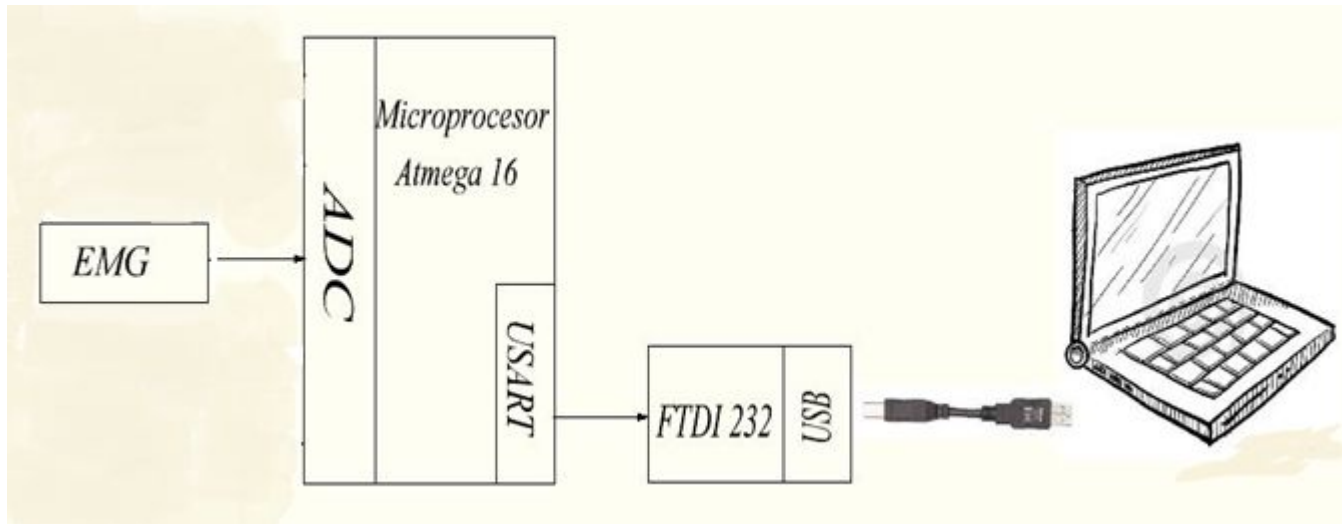 EMG
ADC
Microprocesor
Atmega 16
USART
FTDI 232
USB